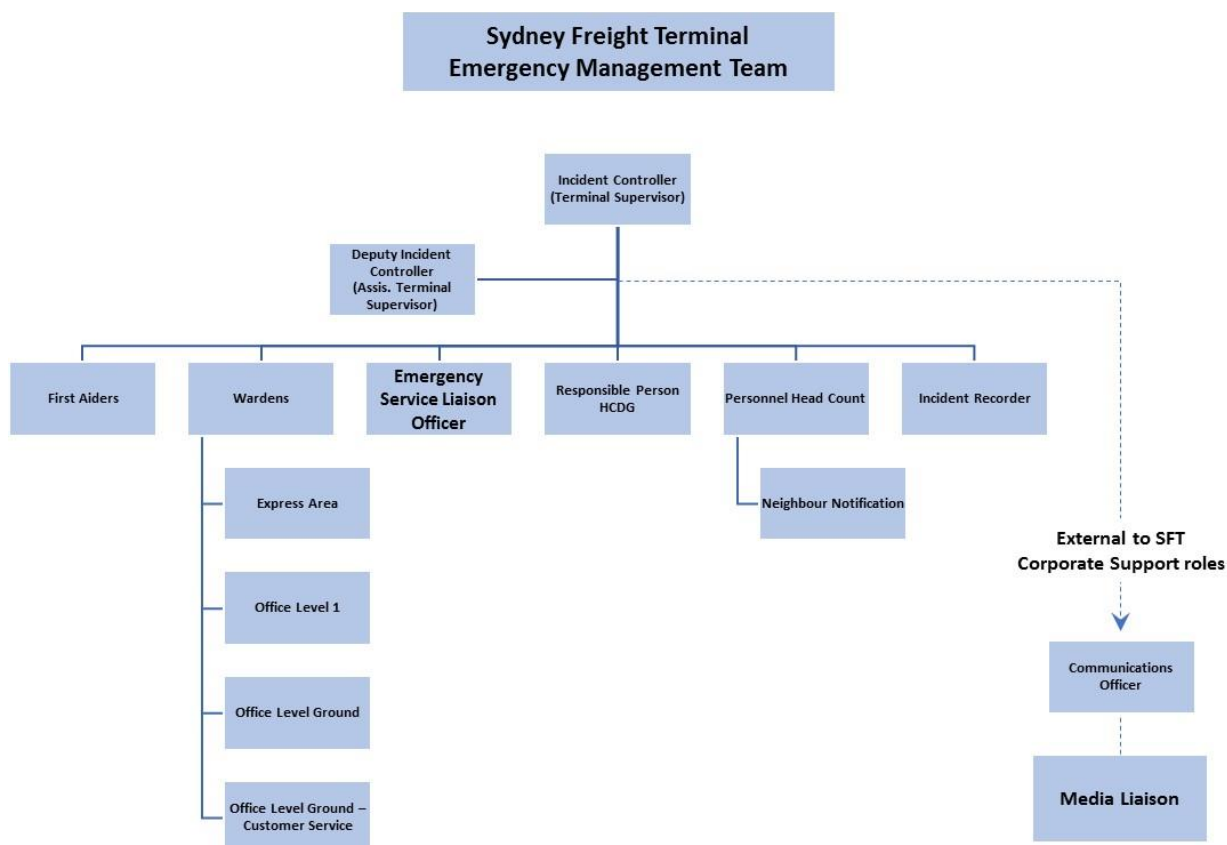 Sydney Freight Terminal
Emergency Management Team
Incident Controller
(Terminal Supervisor)
Deputy Incident
Controller
(Assis. Terminal
Supervisor)
First Aiders
Wardens
Emergency
Service Liaison
Officer
Responsible Person
HCDG
Personnel Head Count
Incident Recorder
Express Area
Office Level 1
Office Level Ground
Office Level Ground –
Customer Service
Neighbour Notification
External to SFT
Corporate Support roles
Communications
Officer
Media Liaison